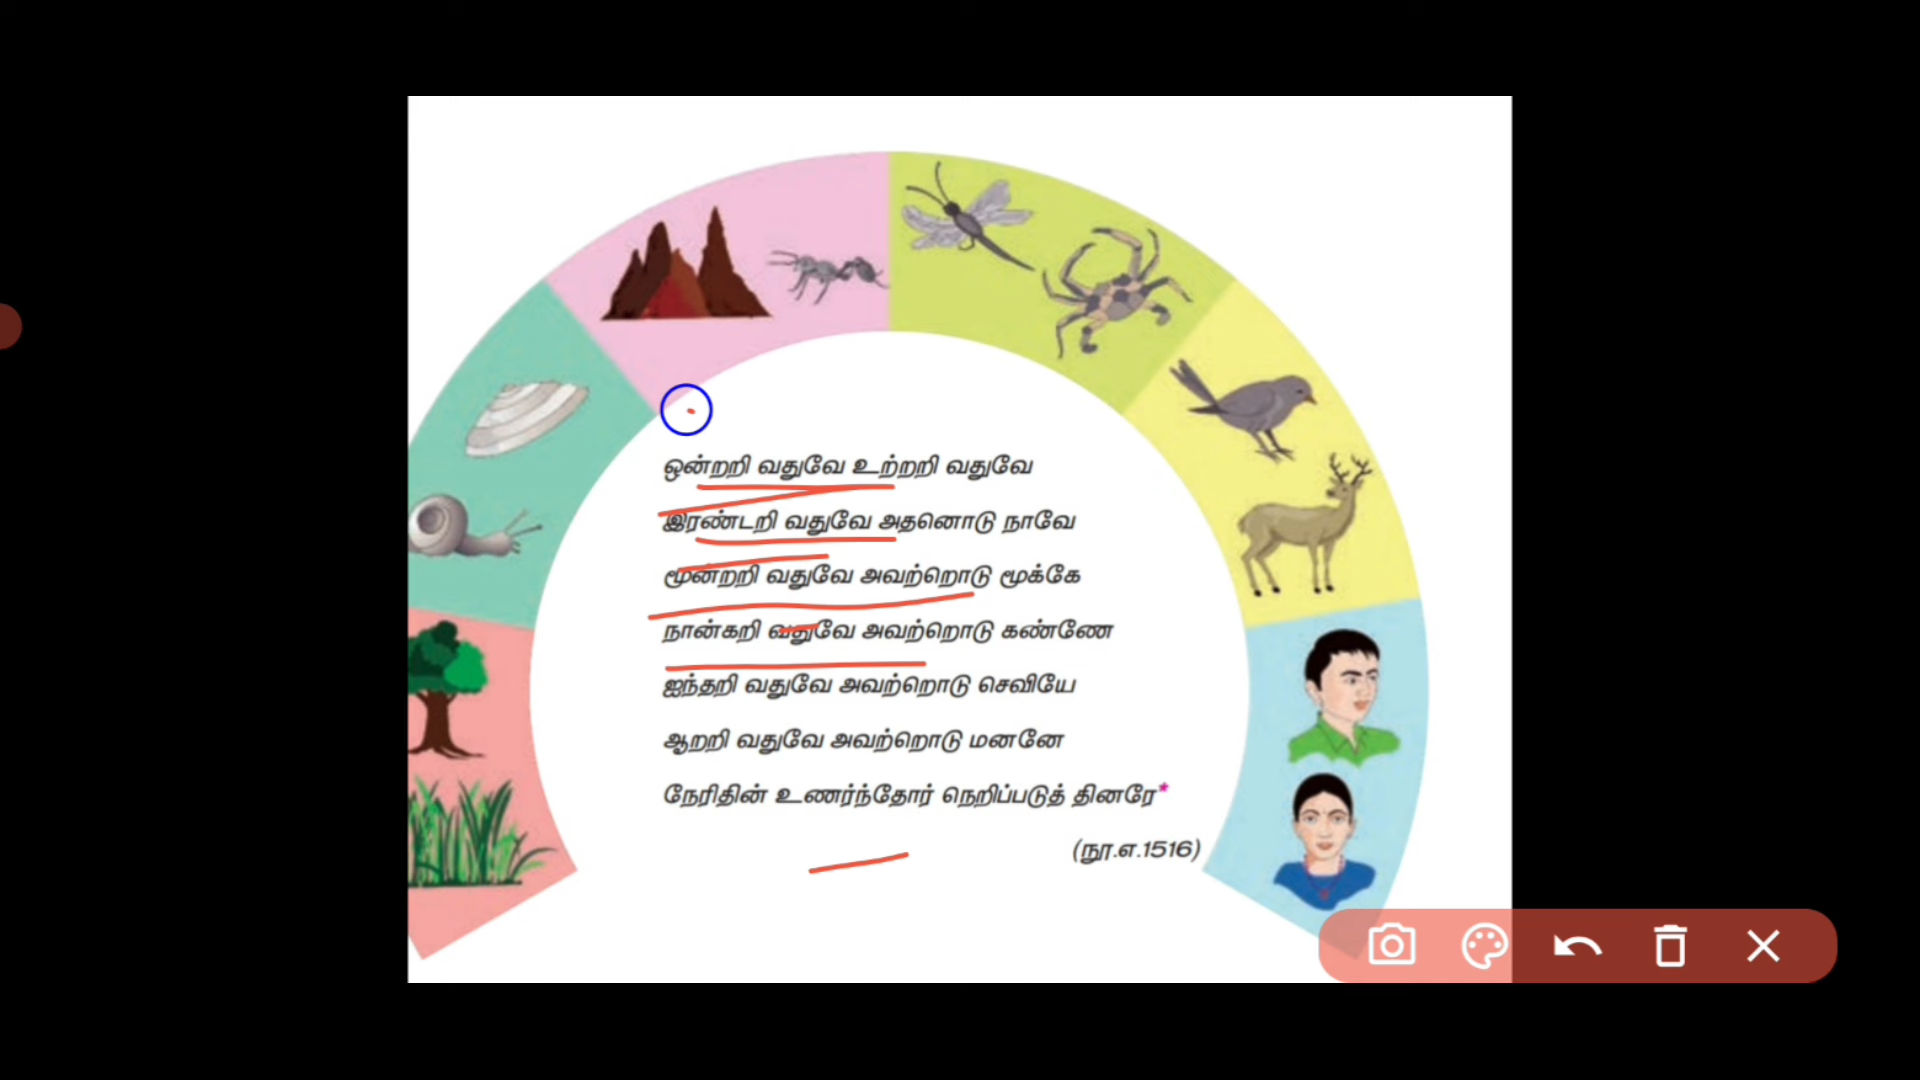 ஒன்றறி வதுவே உற்றறி வதுவே
இரண்டறி வதுவே அதனொடு நாவே
மூன்றறி வதுவே அவற்றொடு மூக்கே
நான்கறி வதுவே அவற்றொடு கண்ணே
ஐந்தறி வதுவே அவற்றொடு செவியே
ஆறறி வதுவே அவற்றொடு மனனே
நேரிதின் உணர்ந்தோர் நெறிப்படுத் தினரே*
(நூ.எ.1516)